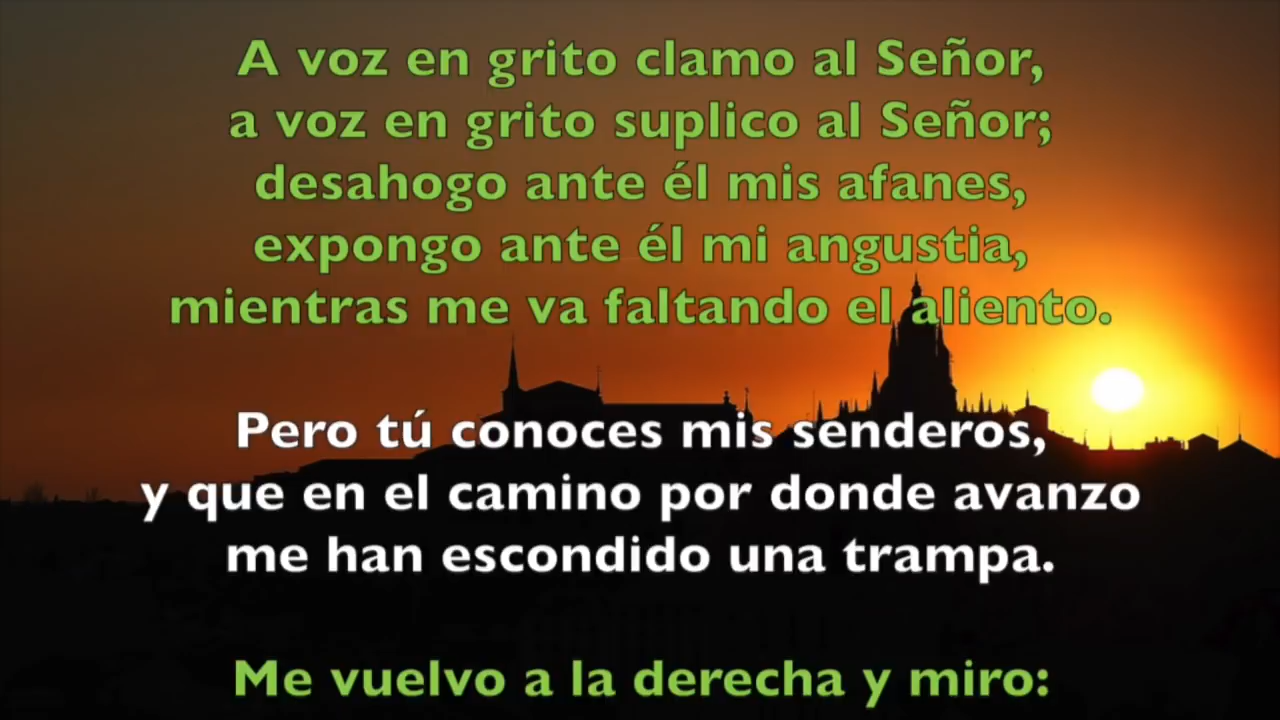 A voz en grito clamo al Señor,
a voz en grito suplico al Señor;
desahogo ante él mis afanes,
expongo ante él mi angustia,
mientras me va faltando el aliento.
Pero tú conoces mis senderos,
y que en el camino por donde avanzo
me han escondido una trampa.
Me vuelvo a la derecha y miro: